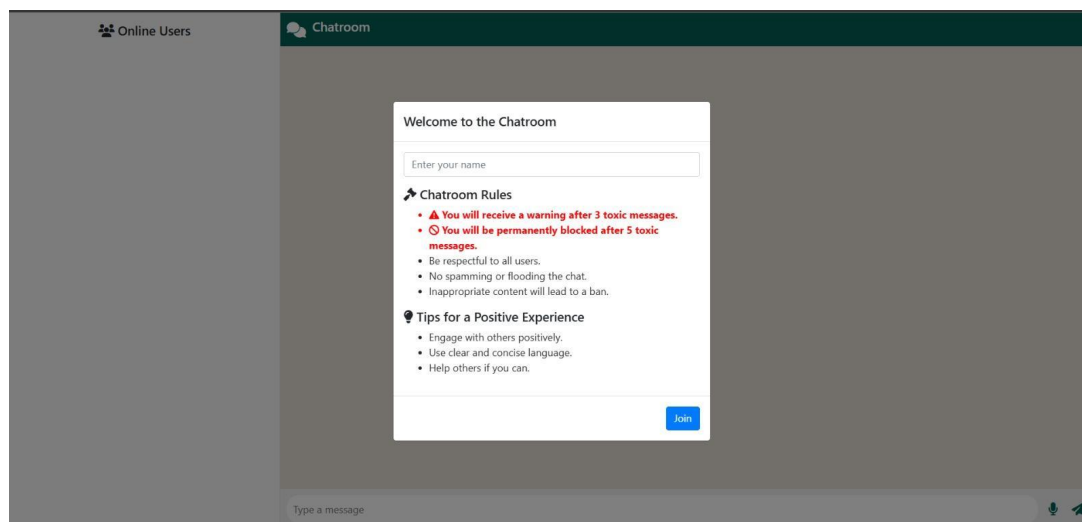 Online Users
Chatroom
Welcome to the Chatroom
Enter your name
Chatroom Rules
You will receive a warning after 3 toxic messages.
You will be permanently blocked after 5 toxic
messages.
Be respectful to all users.
No spamming or flooding the chat.
Inappropriate content will lead to a ban.
Tips for a Positive Experience
Engage with others positively.
Use clear and concise language.
Help others if you can.
Join
Type a message